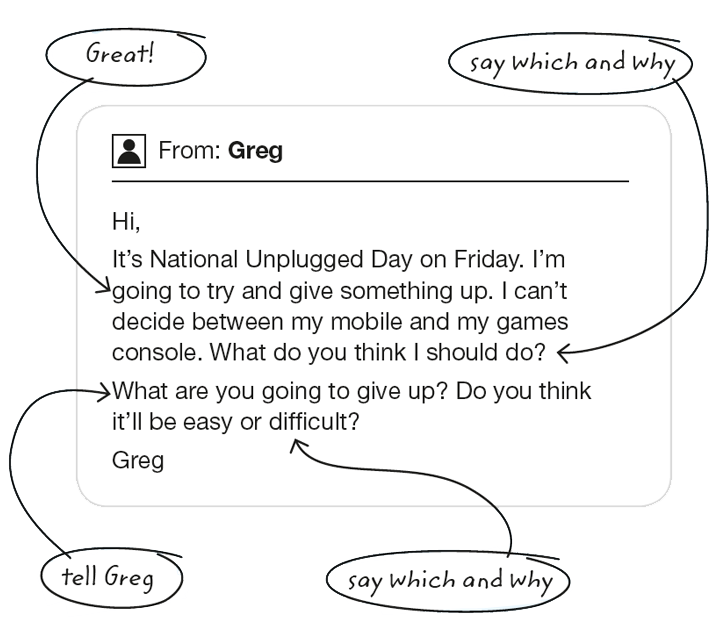 Great!
say which and why
From: Greg
Hi,
It’s National Unplugged Day on Friday. I’m
going to try and give something up. I can’t
decide between my mobile and my games
console. What do you think I should do?
What are you going to give up? Do you think
it’ll be easy or difficult?
Greg
tell Greg
say which and why